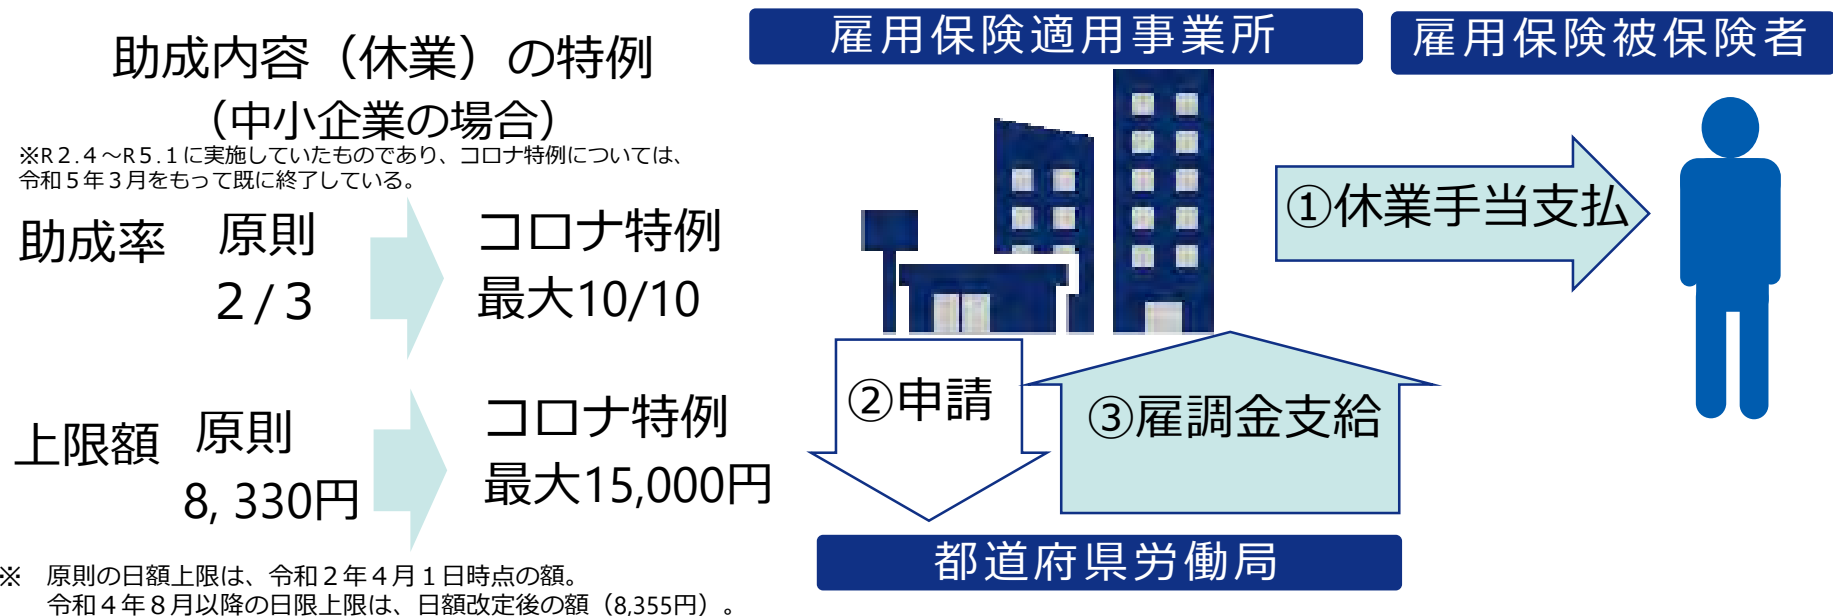 助成内容（休業）の特例
（中小企業の場合）
※R２.４～R５.１に実施していたものであり、コロナ特例については、
令和５年３月をもって既に終了している。
助成率
原則
２/３
コロナ特例
最大10/10
上限額
原則
8, 330円
コロナ特例
最大15,000円
※　原則の日額上限は、令和２年４月１日時点の額。
令和４年８月以降の日限上限は、日額改定後の額（8,355円）。
雇用保険適用事業所
雇用保険被保険者
①休業手当支払
②申請
③雇調金支給
都道府県労働局